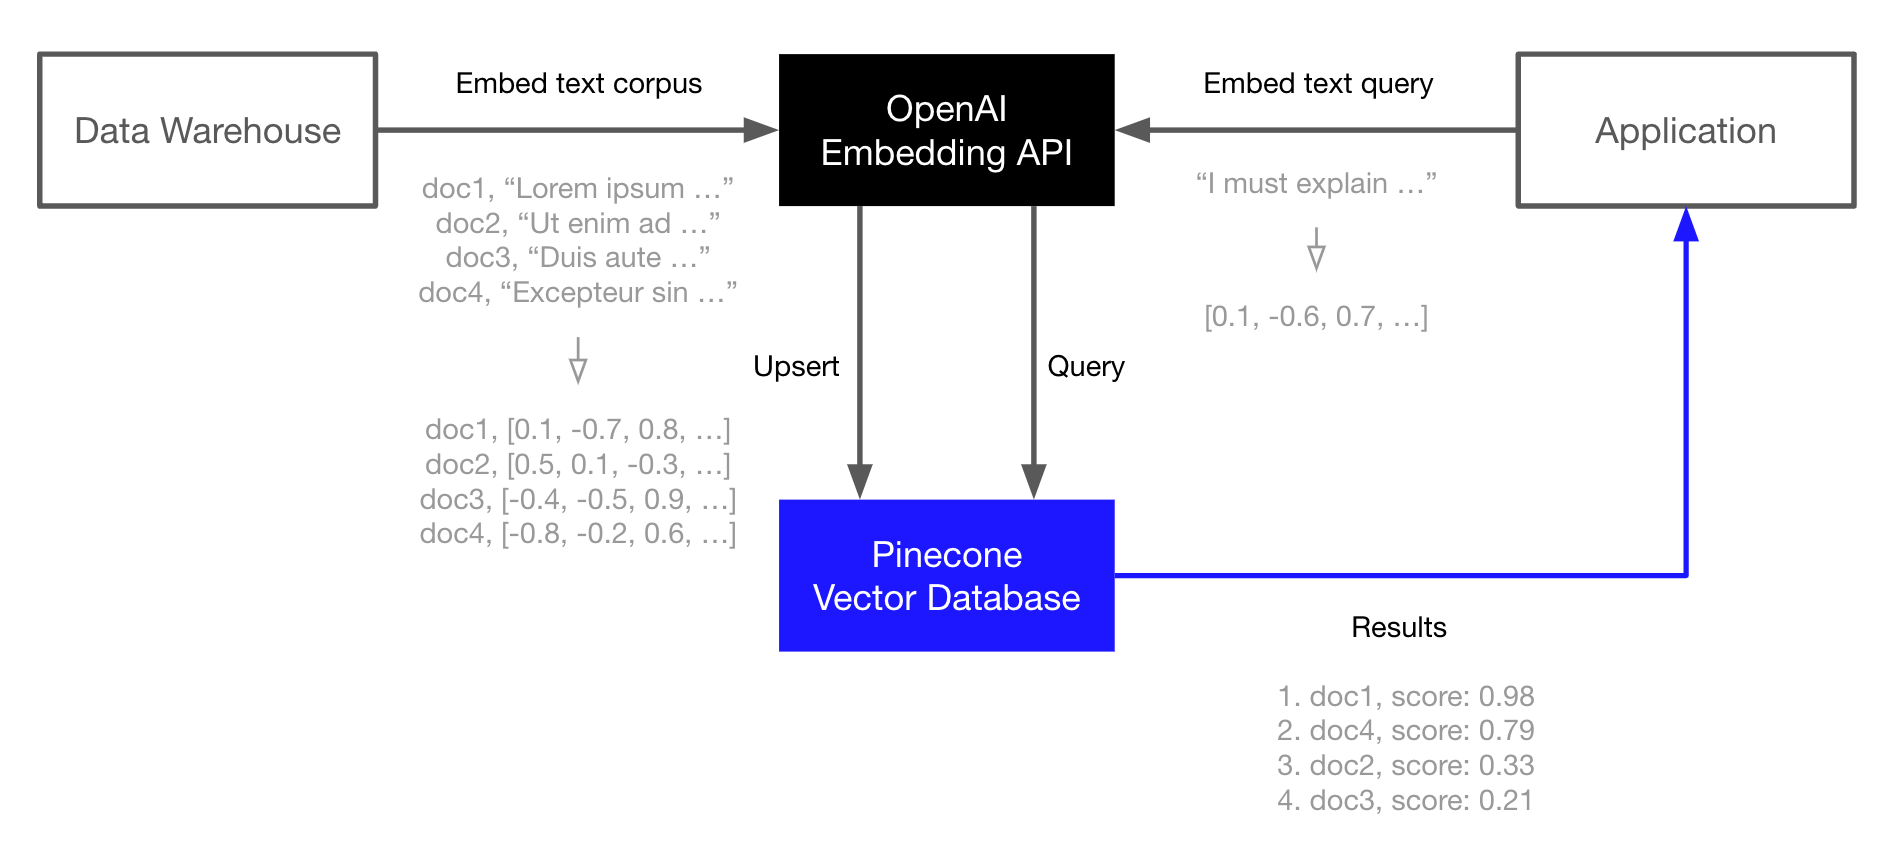 Data Warehouse
Embed text corpus
OpenAI
Embedding API
Embed text query
Application
doc1, “Lorem ipsum …”
doc2, “Ut enim ad …”
doc3, “Duis aute …”
doc4, “Excepteur sin …”
“I must explain …”
[0.1, -0.6, 0.7, …]
Upsert
Query
doc1, [0.1, -0.7, 0.8, …]
doc2, [0.5, 0.1, -0.3, …]
doc3, [-0.4, -0.5, 0.9, …]
doc4, [-0.8, -0.2, 0.6, …]
Pinecone
Vector Database
Results
1. doc1, score: 0.98
2. doc4, score: 0.79
3. doc2, score: 0.33
4. doc3, score: 0.21